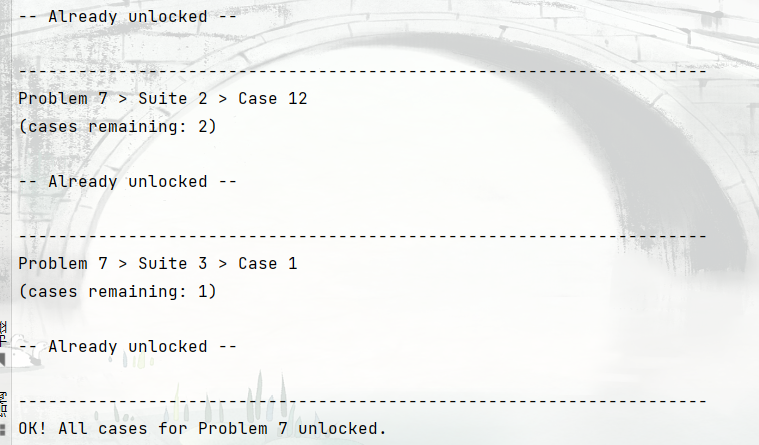 -- Already unlocked --
---------------------------------------------------------------------
Problem 7 > Suite 2 > Case 12
(cases remaining: 2)
-- Already unlocked --
---------------------------------------------------------------------
Problem 7 > Suite 3 > Case 1
(cases remaining: 1)
-- Already unlocked --
---------------------------------------------------------------------
OK! All cases for Problem 7 unlocked.